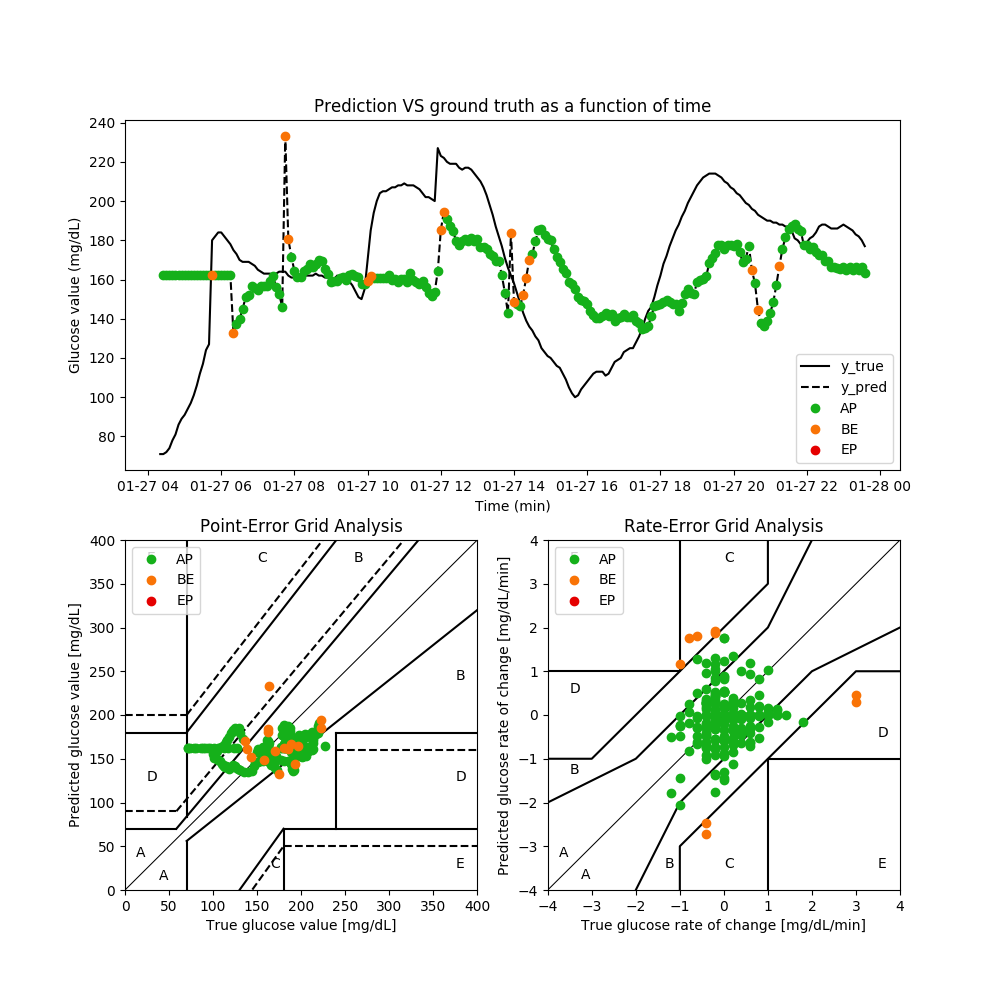 Prediction VS ground truth as a function of time
Glucose value (mg/dL)
240
220
200
180
160
140
120
100
80
y_true
y_pred
AP
BE
EP
01-27 04 01-27 06 01-27 08 01-27 10 01-27 12 01-27 14 01-27 16 01-27 18 01-27 20 01-27 22 01-28 00
Time (min)
Point-Error Grid Analysis
Predicted glucose value [mg/dL]
400
350
300
250
200
150
100
50
0
AP
BE
EP
C
B
B
D
D
A
A
C
E
0 50 100 150 200 250 300 350 400
True glucose value [mg/dL]
Rate-Error Grid Analysis
Predicted glucose rate of change [mg/dL/min]
4
3
2
1
0
−1
−2
−3
−4
AP
BE
EP
C
D
D
B
A
A
B
C
E
−4 −3 −2 −1 0 1 2 3 4
True glucose rate of change [mg/dL/min]